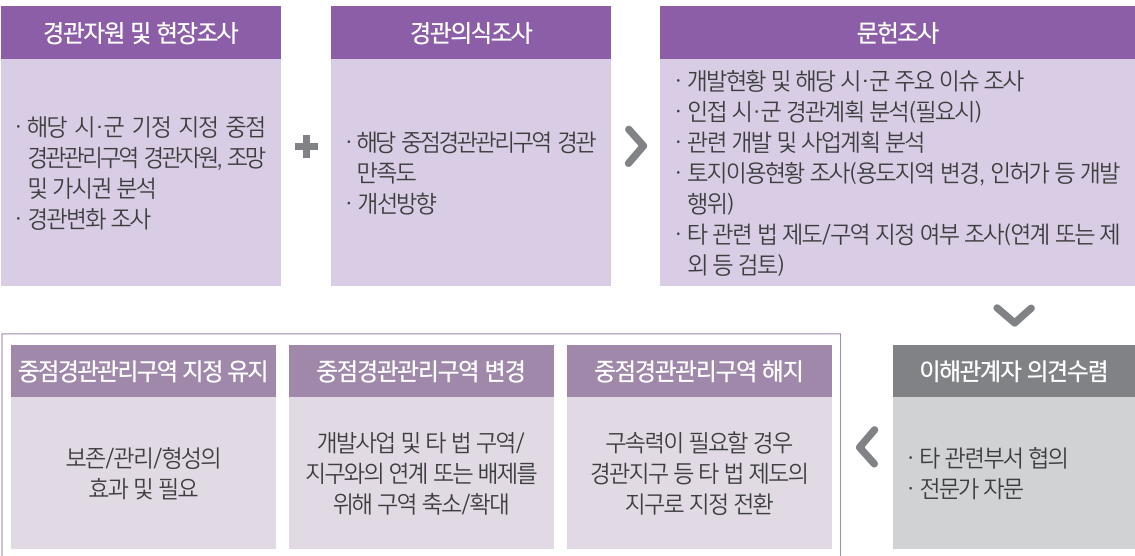 경관자원 및 현장조사
· 해당 시·군 기정 지정 중점
경관관리구역 경관자원, 조망
및 가시권 분석
· 경관변화 조사
경관의식조사
· 해당 중점경관관리구역 경관
만족도
· 개선방향
문헌조사
· 개발현황 및 해당 시·군 주요 이슈 조사
· 인접 시·군 경관계획 분석(필요시)
· 관련 개발 및 사업계획 분석
· 토지이용현황 조사(용도지역 변경, 인허가 등 개발
행위)
· 타 관련 법 제도/구역 지정 여부 조사(연계 또는 제
외 등 검토)
이해관계자 의견수렴
· 타 관련부서 협의
· 전문가 자문
중점경관관리구역 지정 유지
보존/관리/형성의
효과 및 필요
중점경관관리구역 변경
개발사업 및 타 법 구역/
지구와의 연계 또는 배제를
위해 구역 축소/확대
중점경관관리구역 해지
구속력이 필요할 경우
경관지구 등 타 법 제도의
지구로 지정 전환